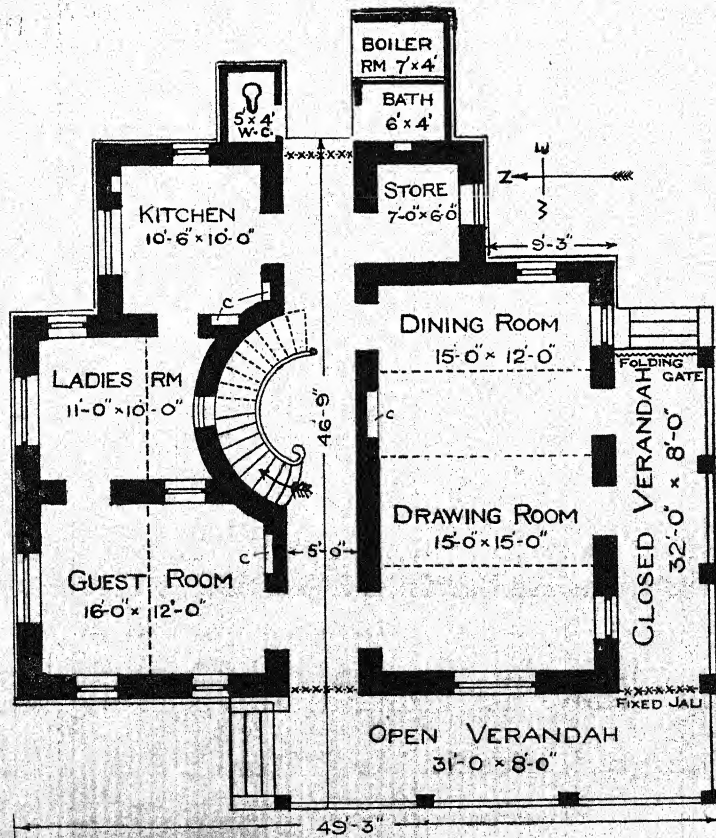 BOILER
RM 7'×4'
BATH
6'×4'
5'×4'
W.C.
E
N
W
KITCHEN
10'-6"×10'-0"
STORE
7'-0"×6'-0"
9'-3"
C
DINING ROOM
15'-0"×12'-0"
FOLDING
GATE
LADIES RM
11'-0"×10'-0"
46'-9"
C
CLOSED VERANDAH
32'-0" × 8'-0"
DRAWING ROOM
15'-0"×15'-0"
C
5'-0"
GUEST ROOM
16-0"× 12'-0"
FIXED JALI
OPEN VERANDAH
31'-0 × 8'-0"
49'-3"